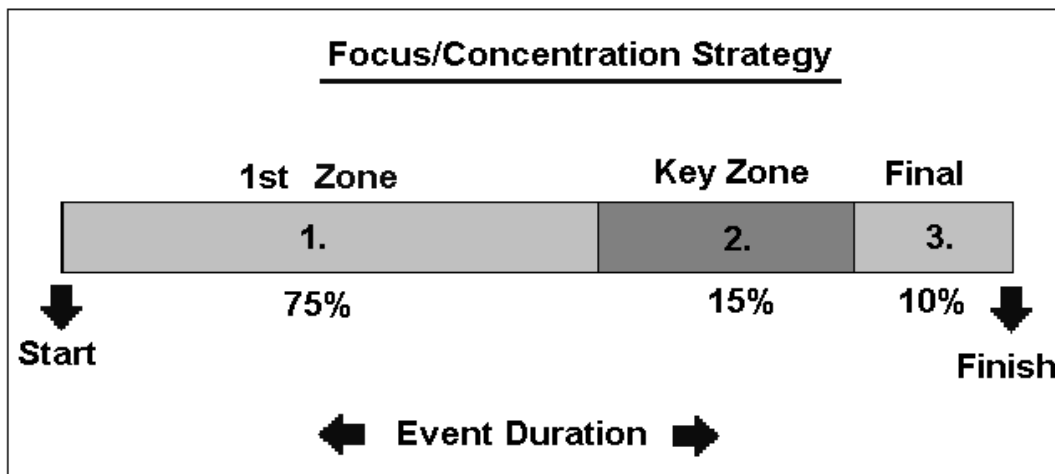 Focus/Concentration Strategy
1st Zone Key Zone Final
1. 2. 3.
75% 15% 10%
Start
Finish
Event Duration